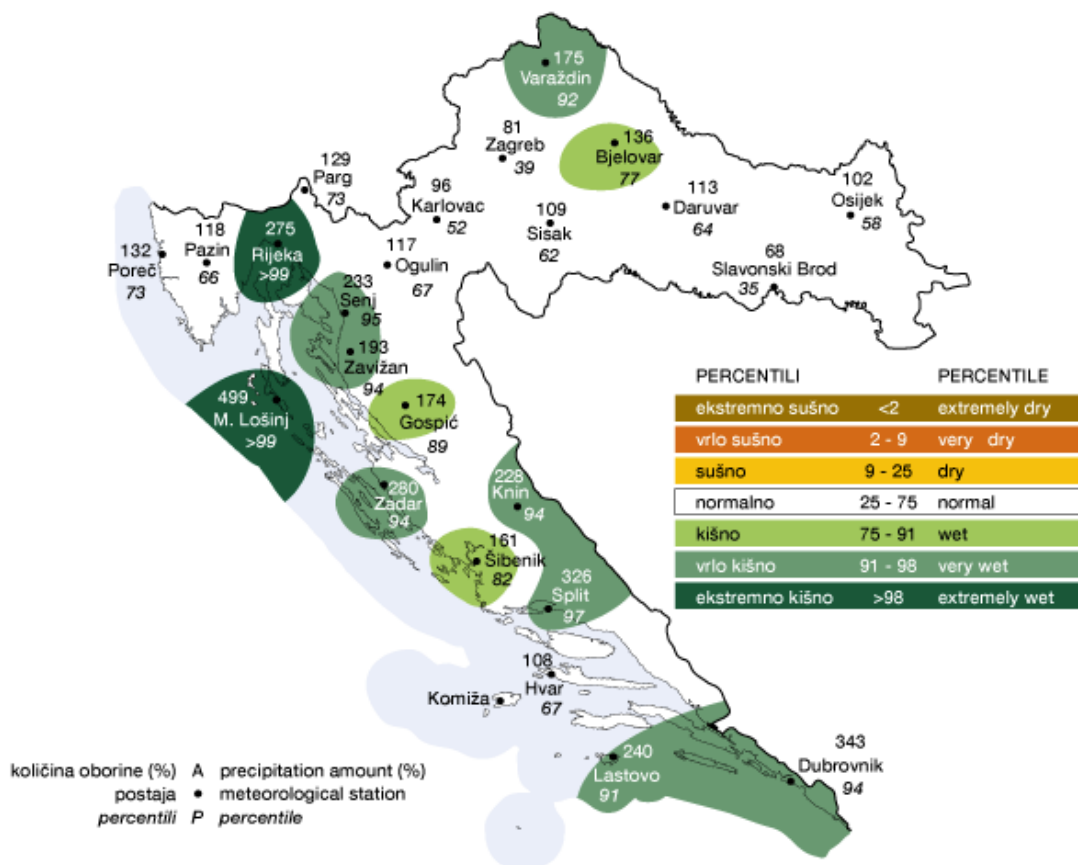 175
Varaždin
92
81
Zagreb
39
136
Bjelovar
77
129
Parg
73
96
Karlovac
52
109
Sisak
62
113
Daruvar
64
102
Osijek
58
68
Slavonski Brod
35
132
Poreč
73
118
Pazin
66
275
Rijeka
>99
117
Ogulin
67
233
Senj
95
193
Zavižan
94
499
M. Lošinj
>99
174
Gospić
89
280
Zadar
94
228
Knin
94
161
Šibenik
82
326
Split
97
108
Hvar
67
Komiža
240
Lastovo
91
343
Dubrovnik
94
PERCENTILI PERCENTILE
ekstremno sušno <2 extremely dry
vrlo sušno 2 - 9 very dry
sušno 9 - 25 dry
normalno 25 - 75 normal
kišno 75 - 91 wet
vrlo kišno 91 - 98 very wet
ekstremno kišno >98 extremely wet
količina oborine (%) A precipitation amount (%)
postaja • meteorological station
percentili P percentile